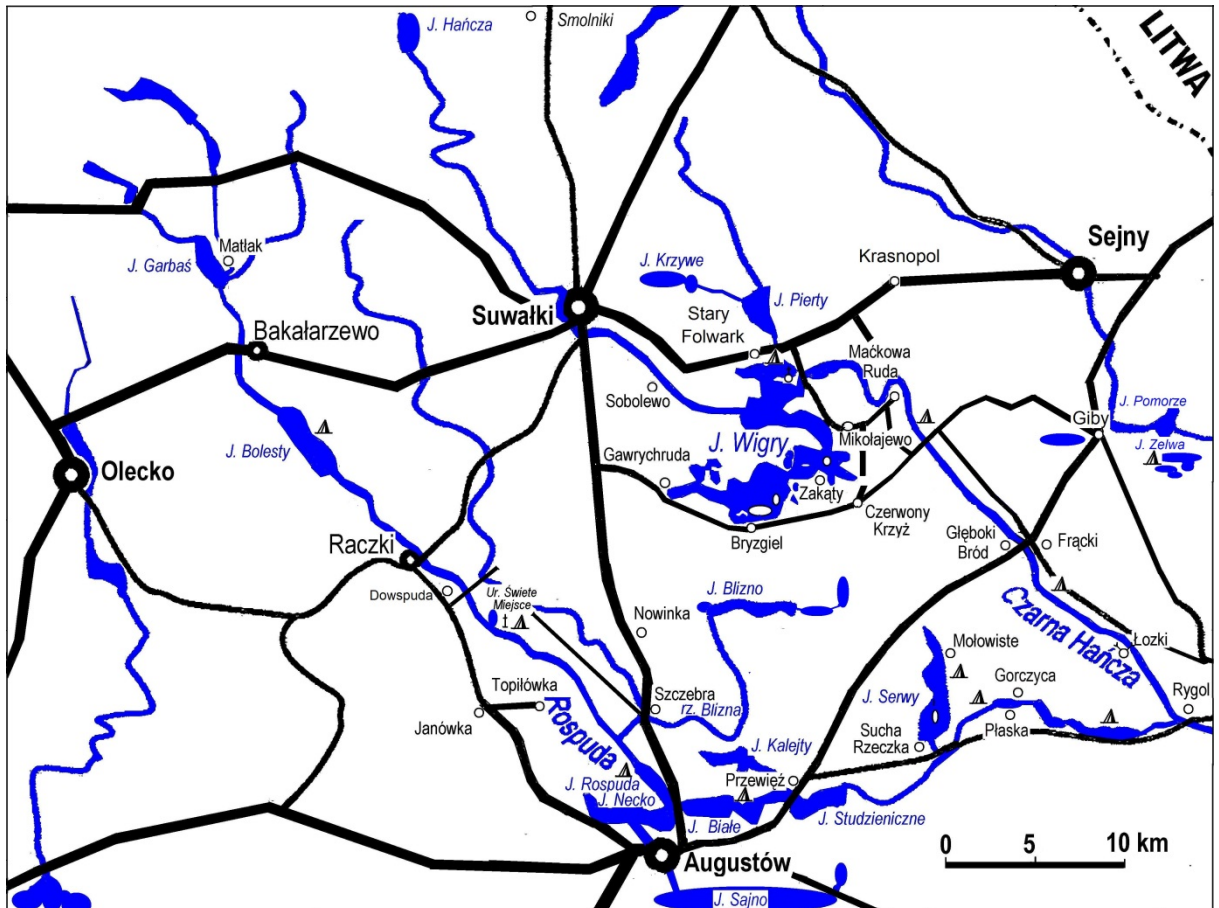 J. Hańcza
Smolniki
LITWA
Matłak
J. Garbaś
Sejny
Krasnopol
J. Krzywe
J. Pierty
Suwałki
Stary
Folwark
Bakałarzewo
Maćkowa
Ruda
Sobolewo
J. Pomorze
Giby
J. Zelwa
J. Bolesty
Mikołajewo
J. Wigry
Gawrychruda
Olecko
Zakąty
Czerwony
Krzyż
Bryzgiel
Głęboki
Bród
Frącki
Raczki
Dowspuda
Ur. Świete
Miejsce
J. Blizno
Czarna Hańcza
Nowinka
Mołowiste
Łozki
Gorczyca
Topiłówka
Szczebra
rz. Blizna
J. Serwy
Rygol
Janówka
Rospuda
Sucha
Rzeczka
Płaska
J. Kalejty
Przewięź
J. Rospuda
J. Necko
J. Białe
J. Studzieniczne
0 5 10 km
Augustów
J. Sajno